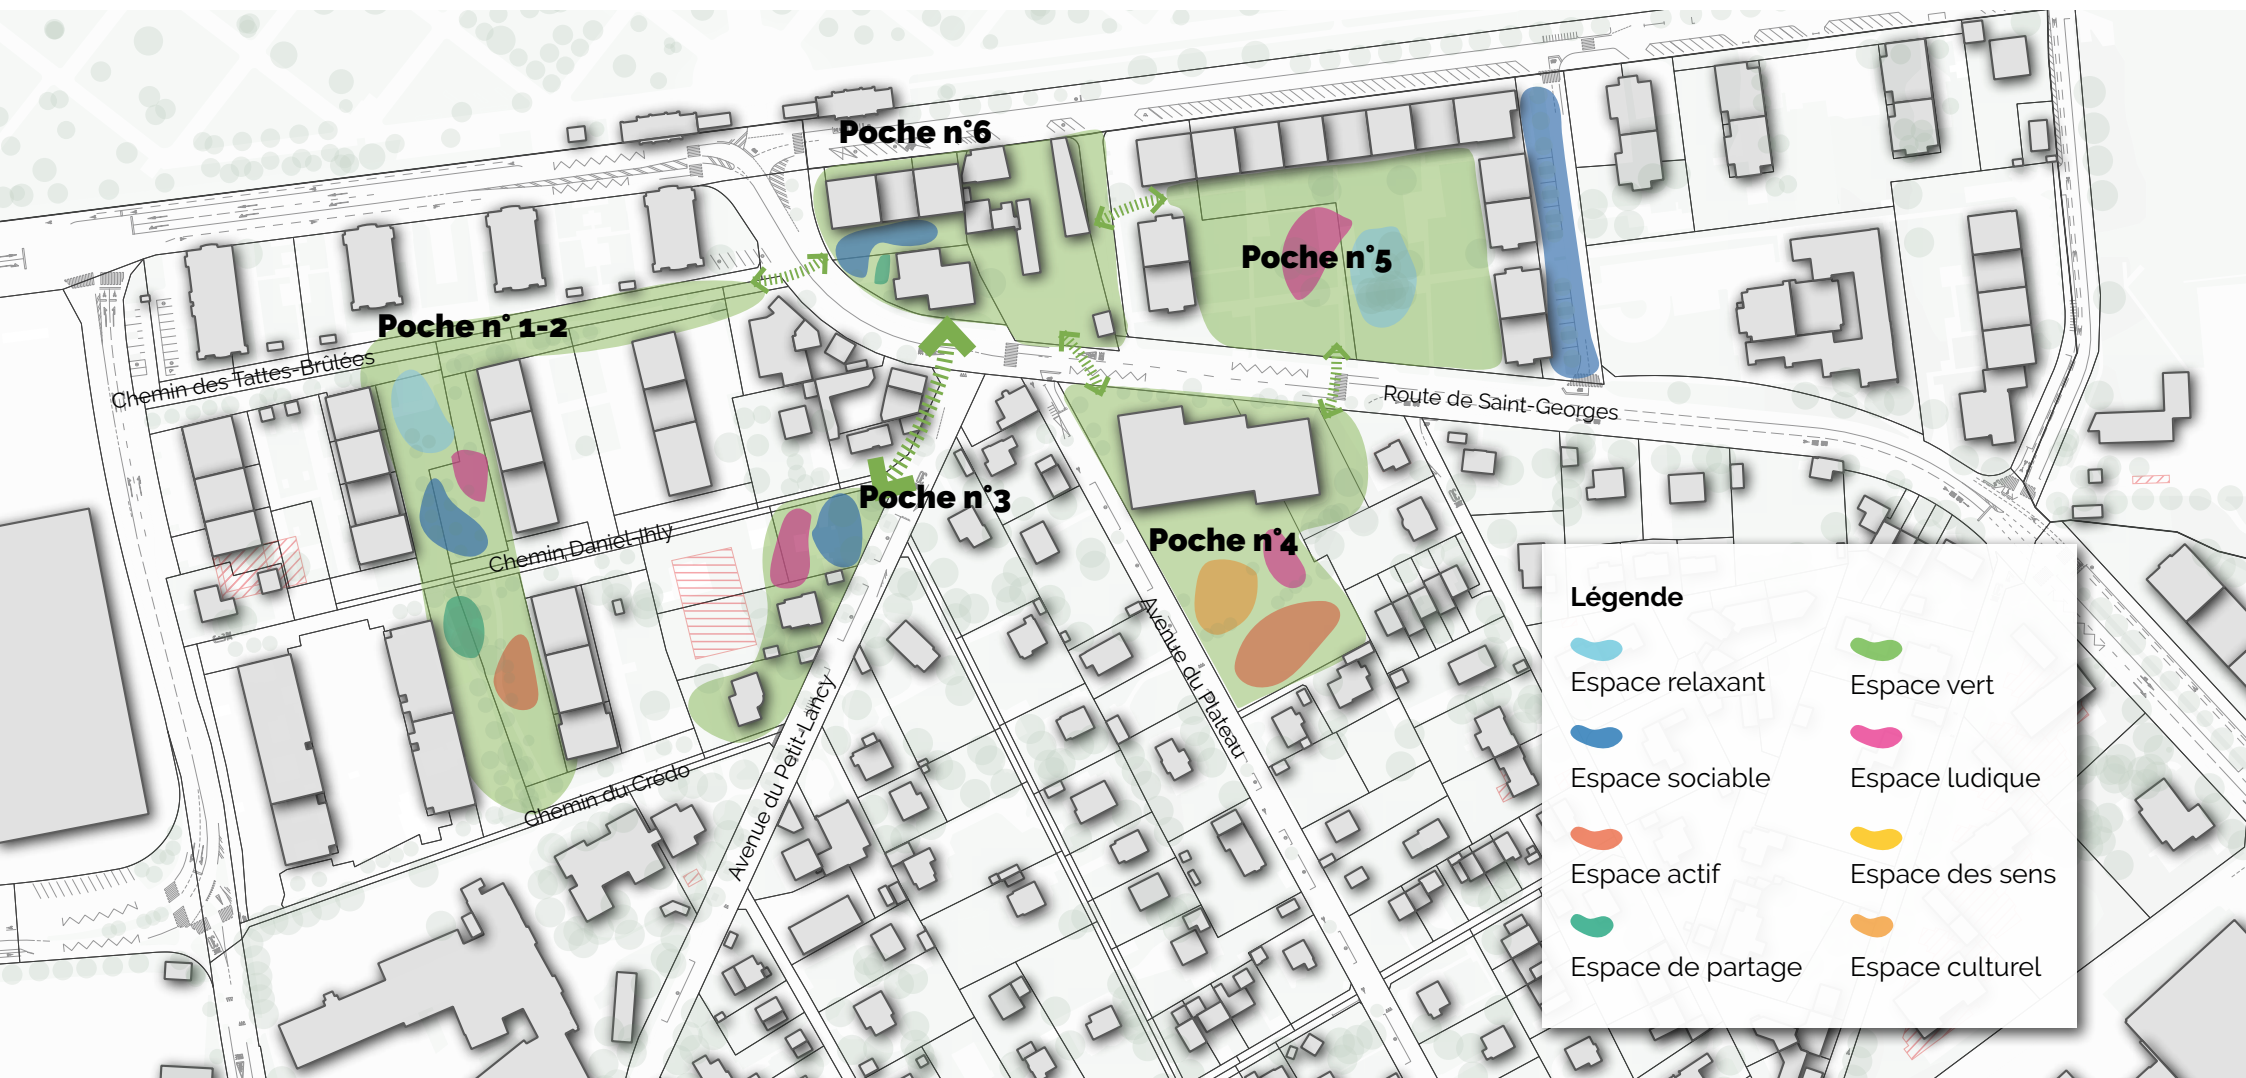 Poche n°6
Poche n°5
Poche n° 1-2
Chemin des Tattes-Brûlées
Route de Saint-Georges
Poche n°3
Chemin Daniel-Ihly
Poche n°4
Avenue du Plateau
Avenue du Petit-Lancy
Chemin du Crédo
Légende
Espace relaxant
Espace vert
Espace sociable
Espace ludique
Espace actif
Espace des sens
Espace de partage
Espace culturel